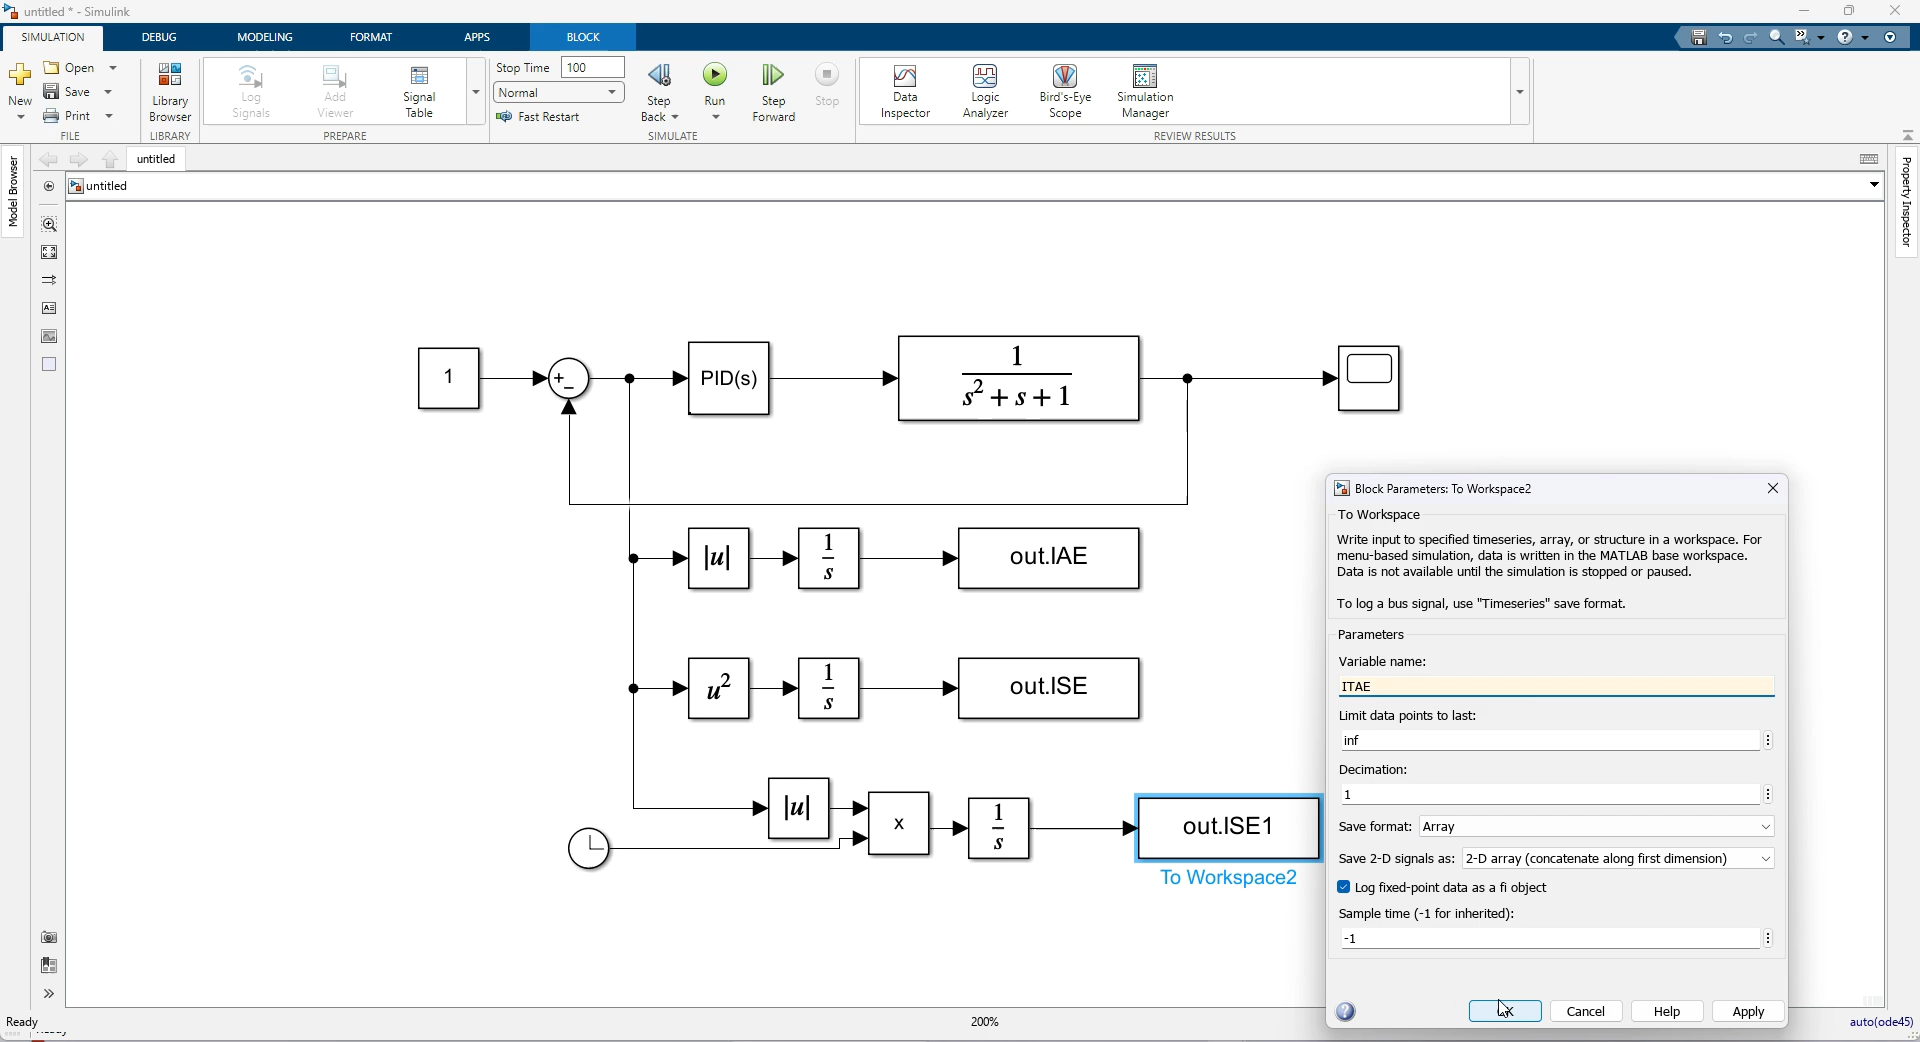 untitled * - Simulink
SIMULATION DEBUG MODELING FORMAT APPS BLOCK
New
Open
Save
Print
FILE
Library Browser
LIBRARY
Log Signals
Add Viewer
Signal Table
PREPARE
Stop Time 100
Normal
Fast Restart
Step Back
Run
Step Forward
Stop
SIMULATE
Data Inspector
Logic Analyzer
Bird's-Eye Scope
Simulation Manager
REVIEW RESULTS
Model Browser
untitled
untitled
Property Inspector
1
+
−
PID(s)
1
s² + s + 1
|u|
1
s
out.IAE
u²
1
s
out.ISE
|u|
x
1
s
out.ISE1
To Workspace2
Block Parameters: To Workspace2
To Workspace
Write input to specified timeseries, array, or structure in a workspace. For
menu-based simulation, data is written in the MATLAB base workspace.
Data is not available until the simulation is stopped or paused.
To log a bus signal, use "Timeseries" save format.
Parameters
Variable name:
ITAE
Limit data points to last:
inf
Decimation:
1
Save format: Array
Save 2-D signals as: 2-D array (concatenate along first dimension)
Log fixed-point data as a fi object
Sample time (-1 for inherited):
-1
Cancel Help Apply
Ready
200%
auto(ode45)